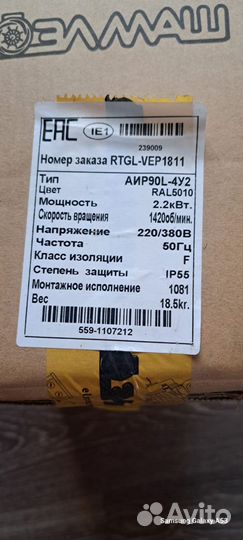 ЭЛМАШ
EAC IE1
239009
Номер заказа RTGL-VEP1811
Тип АИР90L-4У2
Цвет RAL5010
Мощность 2.2кВт.
Скорость вращения 1420об/мин.
Напряжение 220/380В
Частота 50Гц
Класс изоляции F
Степень защиты IP55
Монтажное исполнение 1081
Вес 18.5кг.
559-1107212
Samsung Galaxy A53
Avito